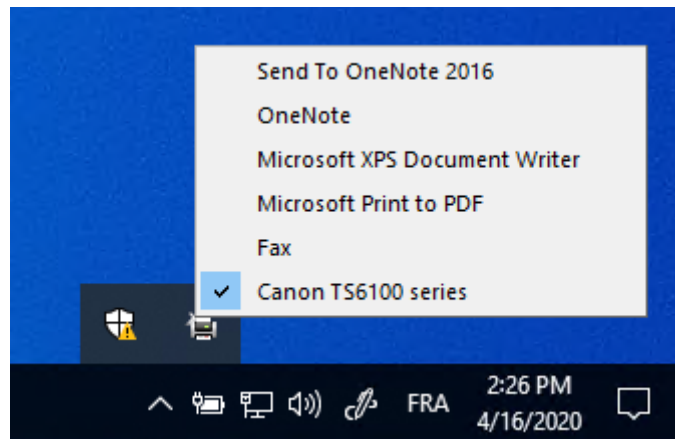 Send To OneNote 2016
OneNote
Microsoft XPS Document Writer
Microsoft Print to PDF
Fax
Canon TS6100 series
FRA
2:26 PM
4/16/2020